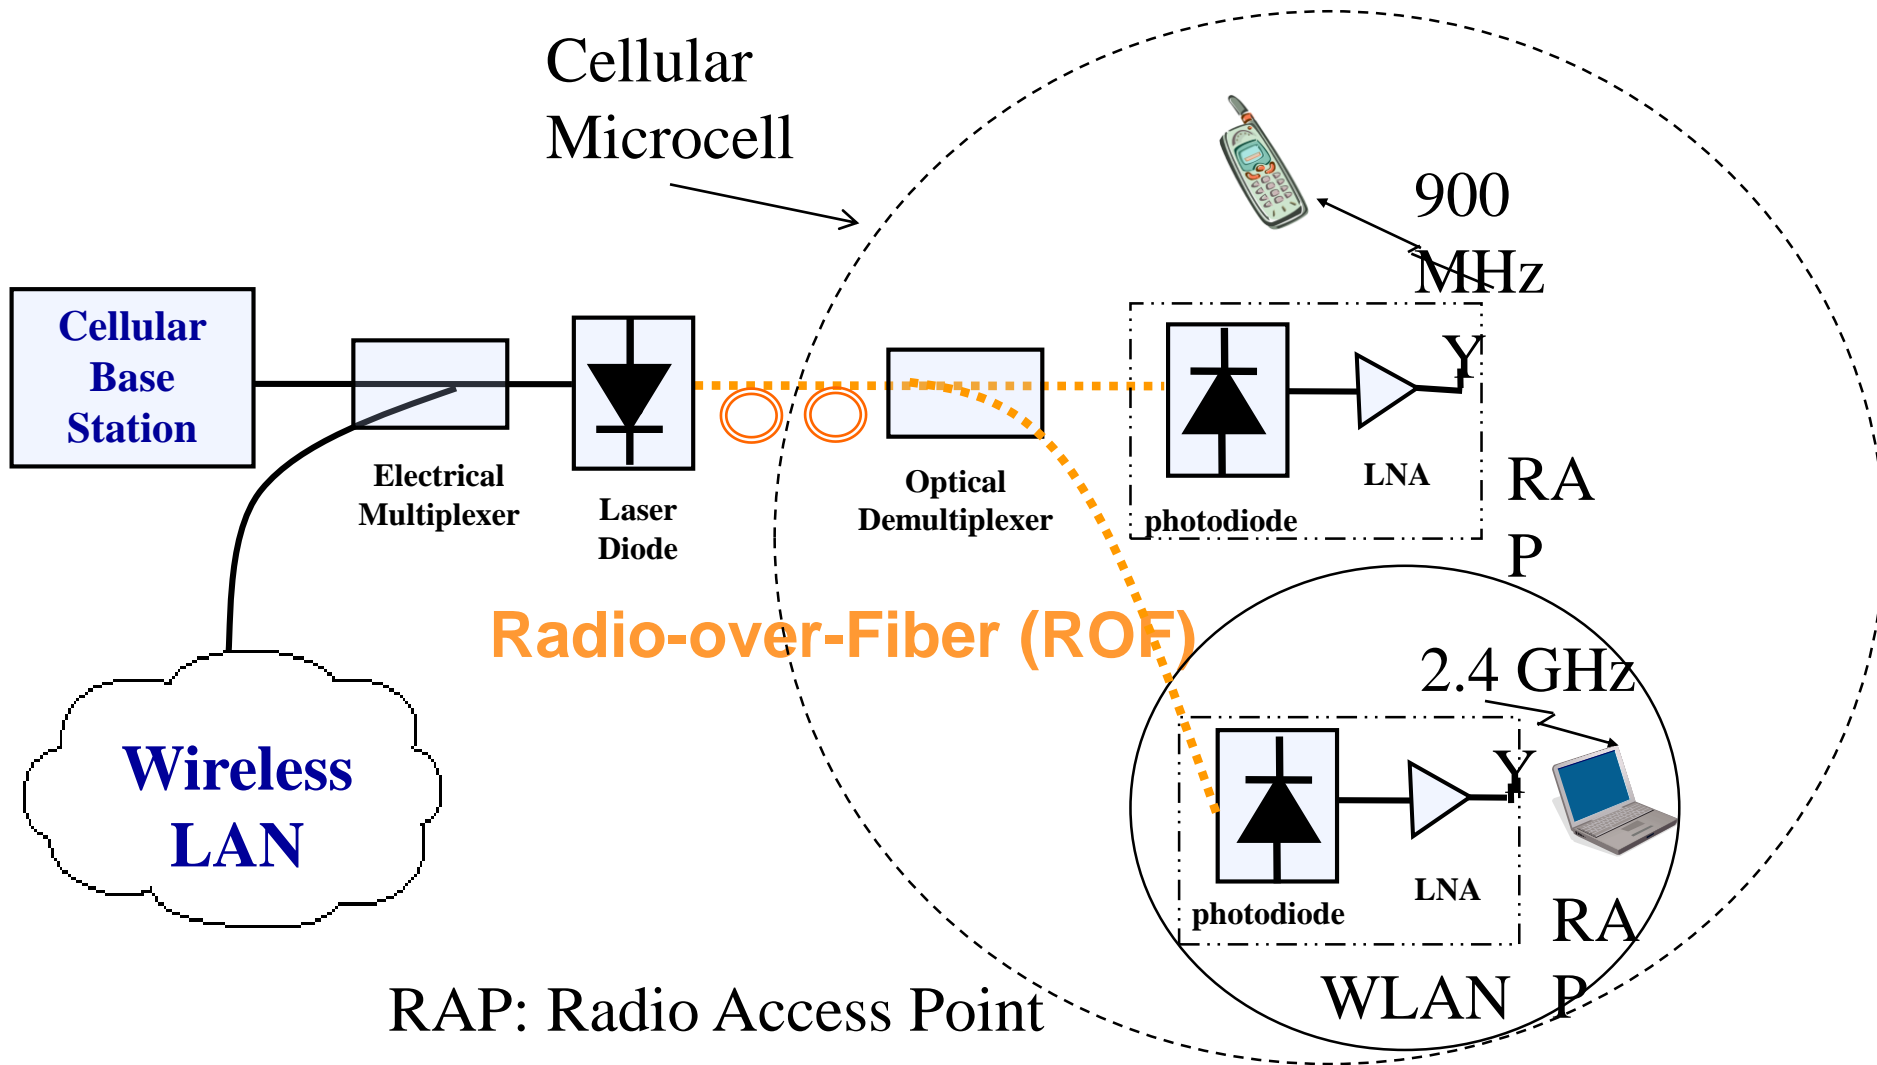 Cellular
Microcell
900
MHz
Cellular
Base
Station
Electrical
Multiplexer
Laser
Diode
Optical
Demultiplexer
Y
LNA
photodiode
RA
P
Radio-over-Fiber (ROF)
2.4 GHz
Wireless
LAN
Y
LNA
photodiode
RA
P
WLAN
RAP: Radio Access Point